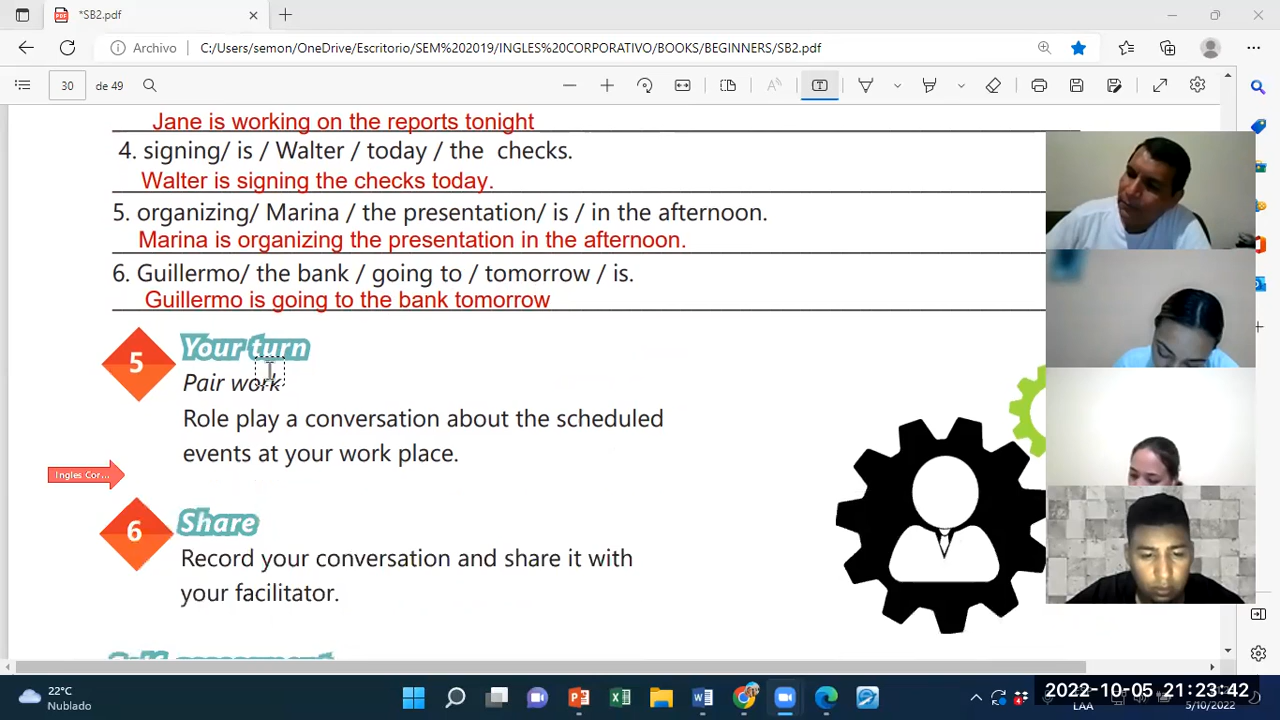 *SB2.pdf
Archivo
C:/Users/semon/OneDrive/Escritorio/SEM%202019/INGLES%20CORPORATIVO/BOOKS/BEGINNERS/SB2.pdf
30 de 49
Jane is working on the reports tonight
4. signing/ is / Walter / today / the checks.
Walter is signing the checks today.
5. organizing/ Marina / the presentation/ is / in the afternoon.
Marina is organizing the presentation in the afternoon.
6. Guillermo/ the bank / going to / tomorrow / is.
Guillermo is going to the bank tomorrow
5
Your turn
Pair work
Role play a conversation about the scheduled
events at your work place.
Ingles Cor...
6
Share
Record your conversation and share it with
your facilitator.
Self-assessment
22°C
Nublado
LAA
2022-10-05 21:23:42
5/10/2022